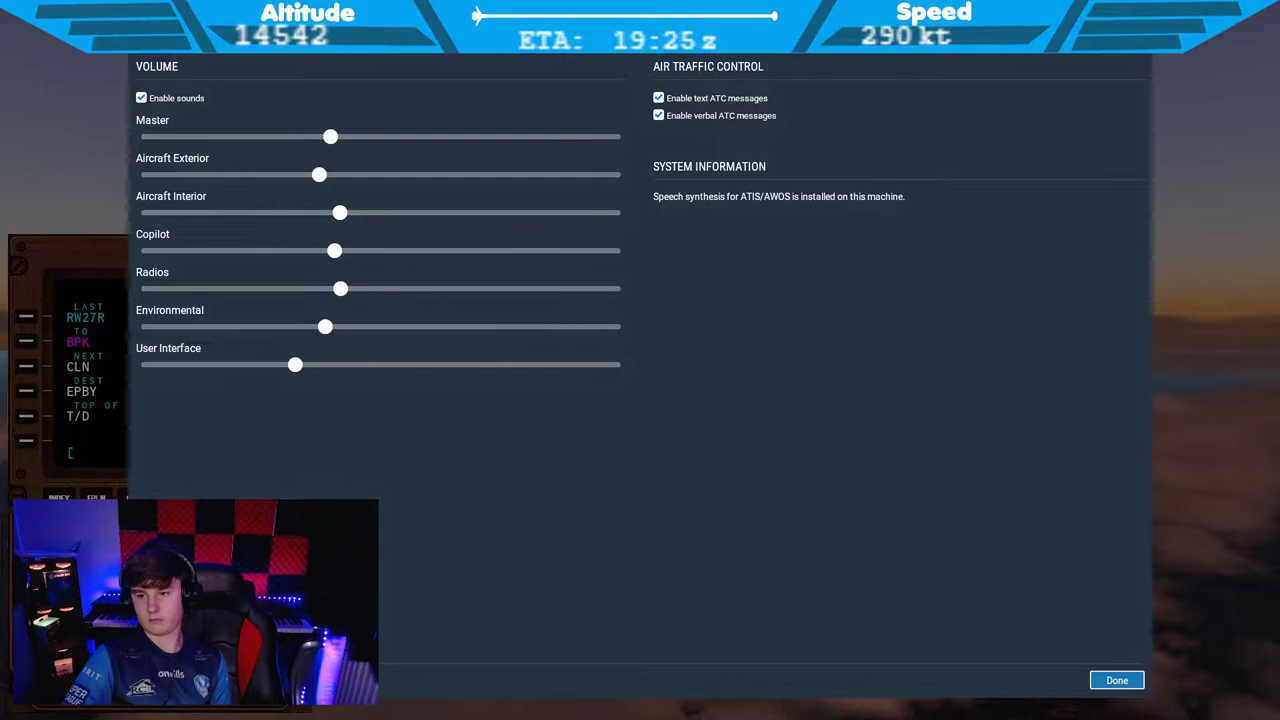 Altitude
14542
ETA: 19:25 z
Speed
290 kt
VOLUME
Enable sounds
Master
Aircraft Exterior
Aircraft Interior
Copilot
Radios
Environmental
User Interface
AIR TRAFFIC CONTROL
Enable text ATC messages
Enable verbal ATC messages
SYSTEM INFORMATION
Speech synthesis for ATIS/AWOS is installed on this machine.
LAST
RW27R
TO
BPK
NEXT
CLN
DEST
EPBY
TOP OF
T/D
[
INDEX FPLN
oneills
Done